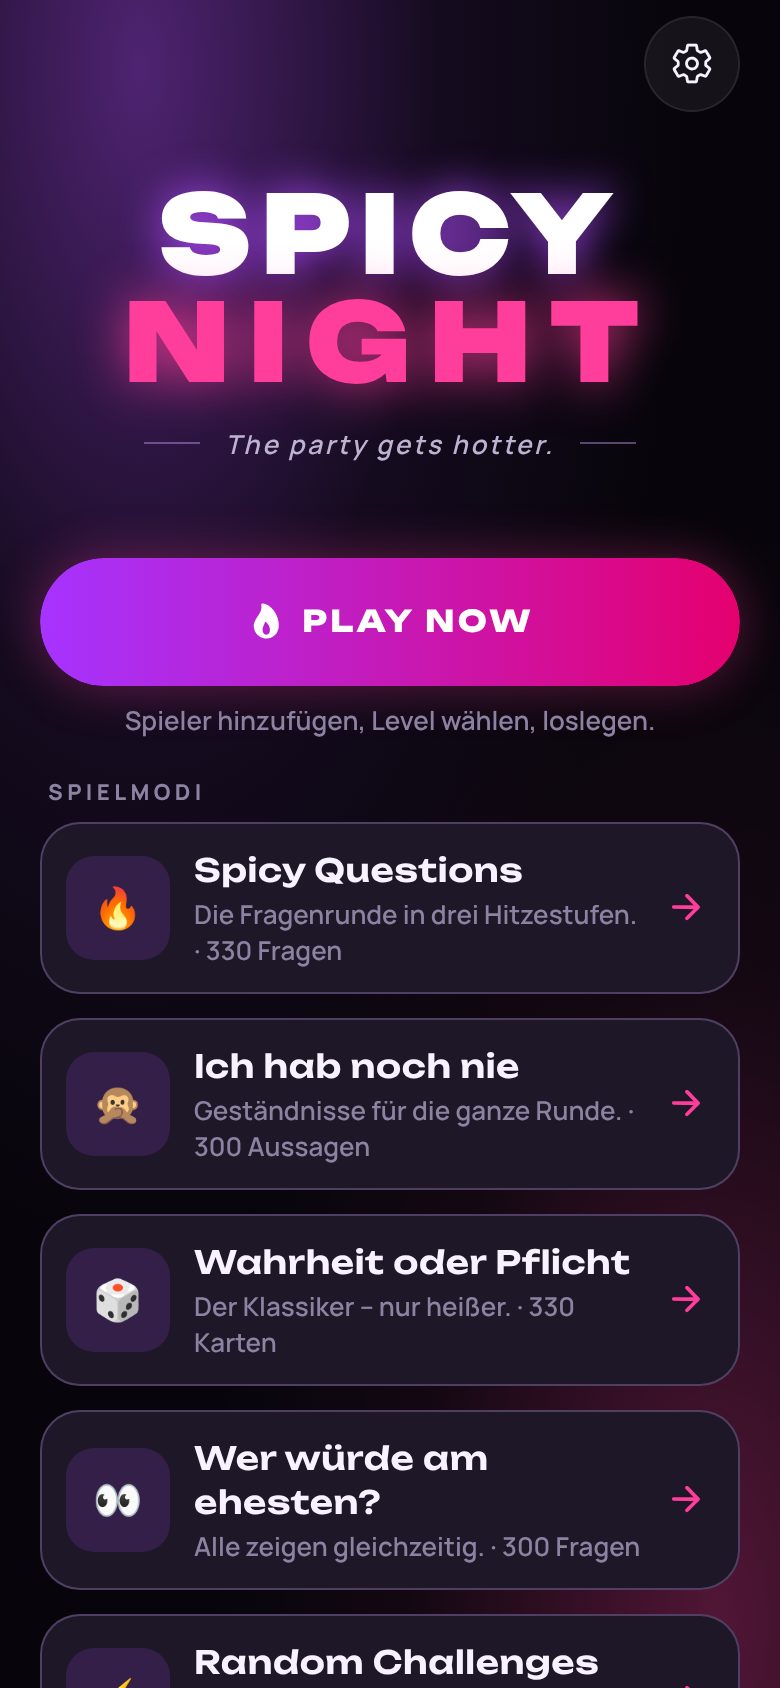 SPICY
NIGHT
The party gets hotter.
PLAY NOW
Spieler hinzufügen, Level wählen, loslegen.
SPIELMODI
Spicy Questions
Die Fragenrunde in drei Hitzestufen.
· 330 Fragen
Ich hab noch nie
Geständnisse für die ganze Runde. ·
300 Aussagen
Wahrheit oder Pflicht
Der Klassiker – nur heißer. · 330
Karten
Wer würde am
ehesten?
Alle zeigen gleichzeitig. · 300 Fragen
Random Challenges